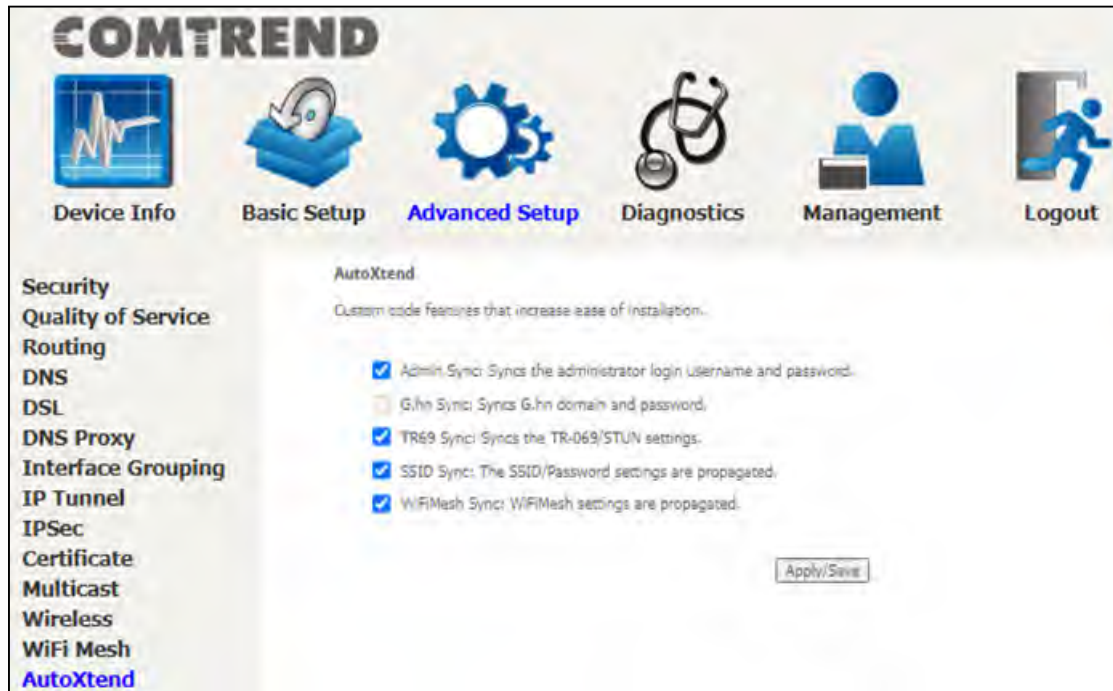 COMTREND
Device Info
Basic Setup
Advanced Setup
Diagnostics
Management
Logout
Security
Quality of Service
Routing
DNS
DSL
DNS Proxy
Interface Grouping
IP Tunnel
IPSec
Certificate
Multicast
Wireless
WiFi Mesh
AutoXtend
AutoXtend
Custom code features that increase ease of installation.
Admin Sync: Syncs the administrator login username and password.
G.hn Sync: Syncs G.hn domain and password.
TR69 Sync: Syncs the TR-069/STUN settings.
SSID Sync: The SSID/Password settings are propagated.
WiFiMesh Sync: WiFiMesh settings are propagated.
Apply/Save